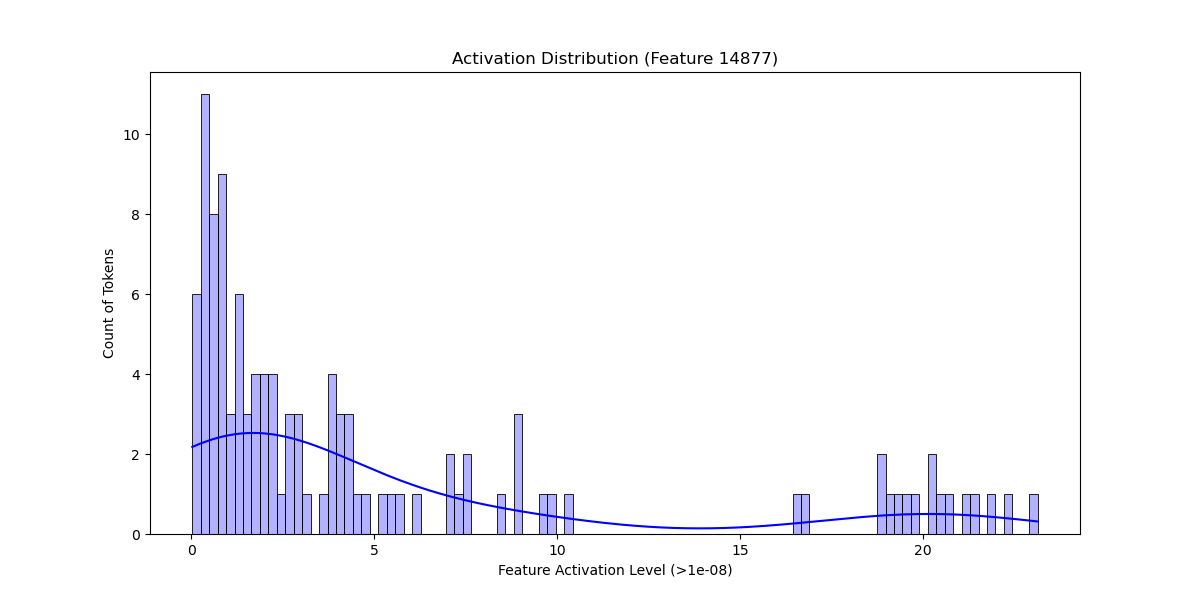 Activation Distribution (Feature 14877)
Count of Tokens
10
8
6
4
2
0
0 5 10 15 20
Feature Activation Level (>1e-08)